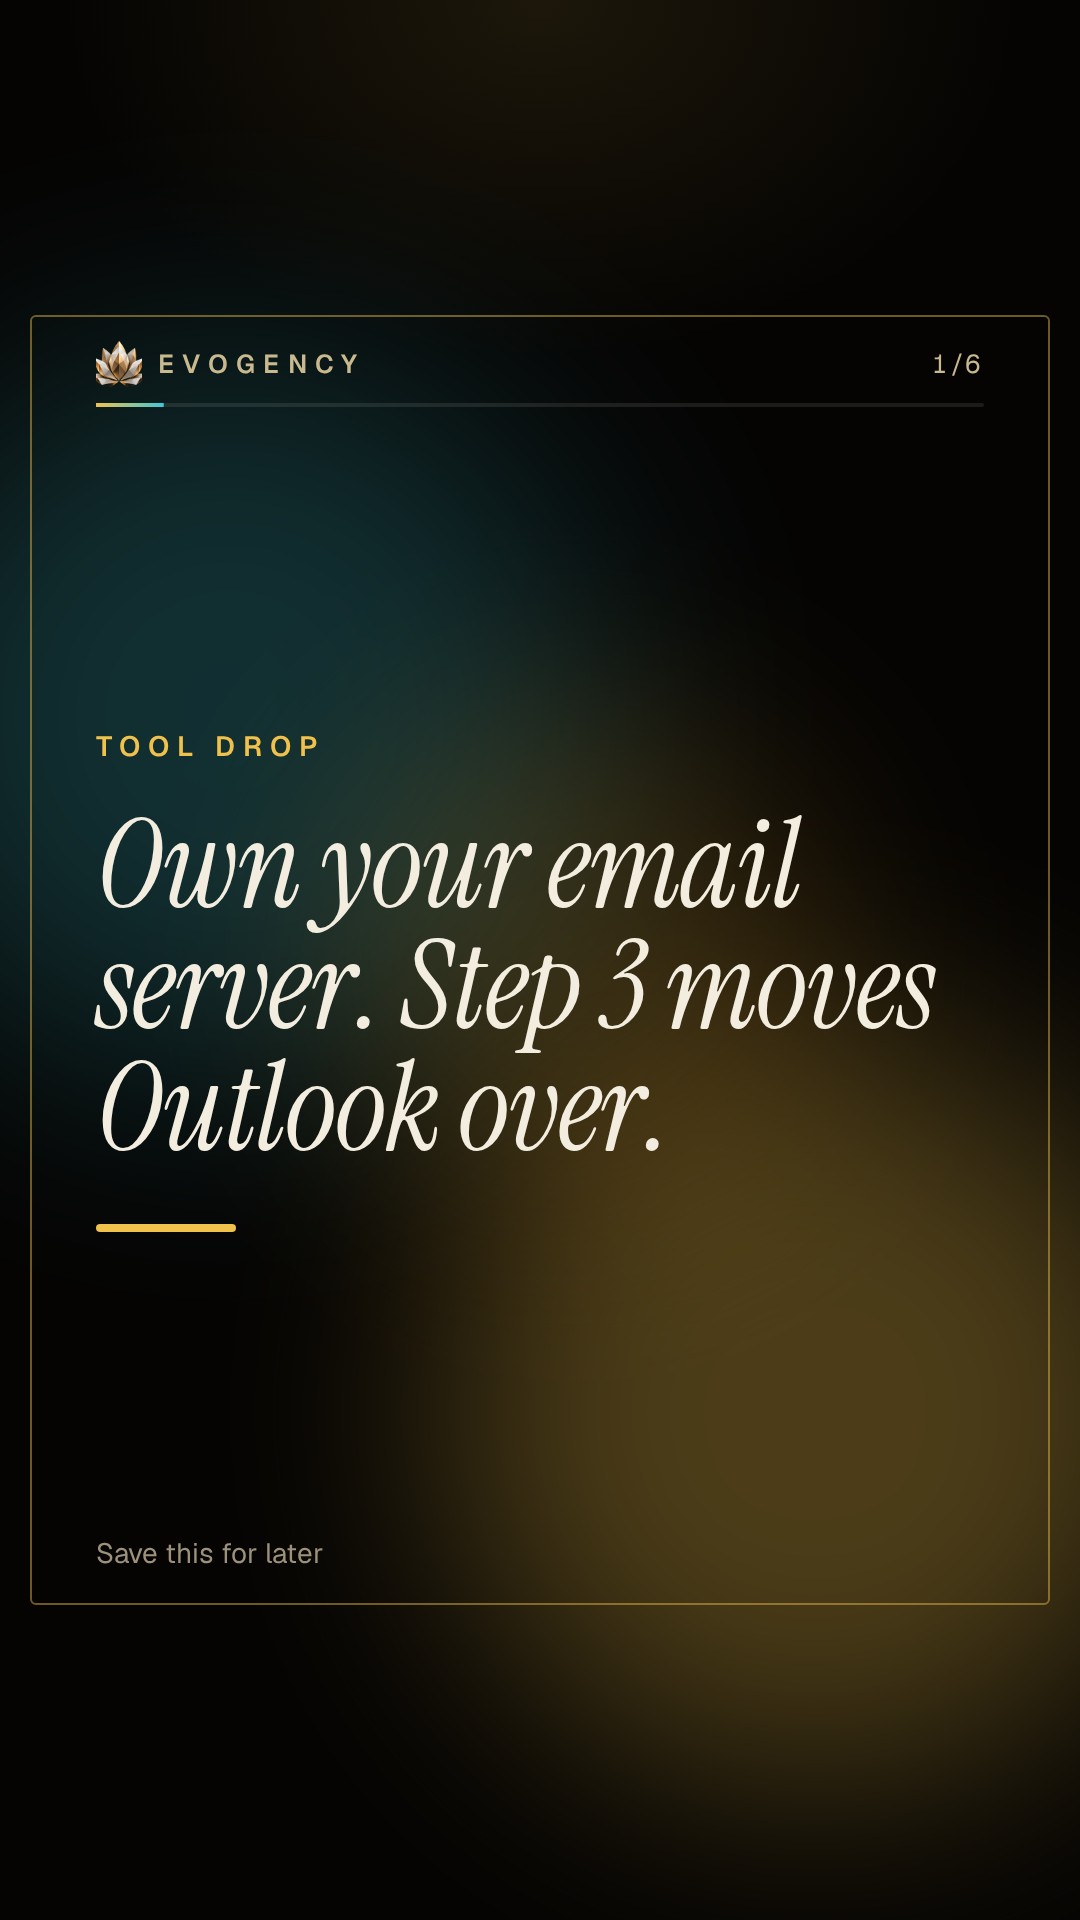 EVOGENCY
1/6
TOOL DROP
Own your email
server. Step 3 moves
Outlook over.
Save this for later